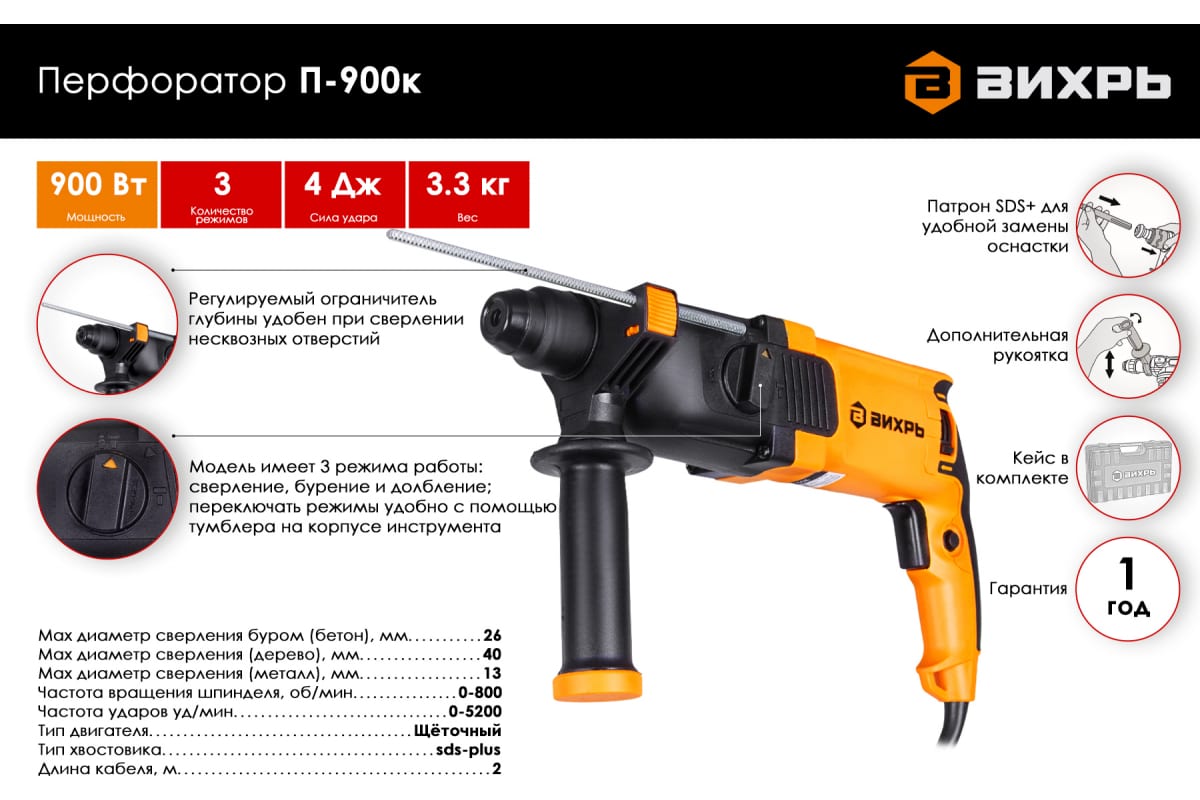 Перфоратор П-900к
ВИХРЬ
900 Вт
Мощность
3
Количество
режимов
4 Дж
Сила удара
3.3 кг
Вес
Регулируемый ограничитель
глубины удобен при сверлении
несквозных отверстий
Модель имеет 3 режима работы:
сверление, бурение и долбление;
переключать режимы удобно с помощью
тумблера на корпусе инструмента
ВИХРЬ
Патрон SDS+ для
удобной замены
оснастки
Дополнительная
рукоятка
Кейс в
комплекте
ВИХРЬ
Гарантия
1
год
Мах диаметр сверления буром (бетон), мм...........26
Мах диаметр сверления (дерево), мм..................40
Мах диаметр сверления (металл), мм..................13
Частота вращения шпинделя, об/мин...............0-800
Частота ударов уд/мин...............................0-5200
Тип двигателя......................................Щёточный
Тип хвостовика.......................................sds-plus
Длина кабеля, м.............................................2